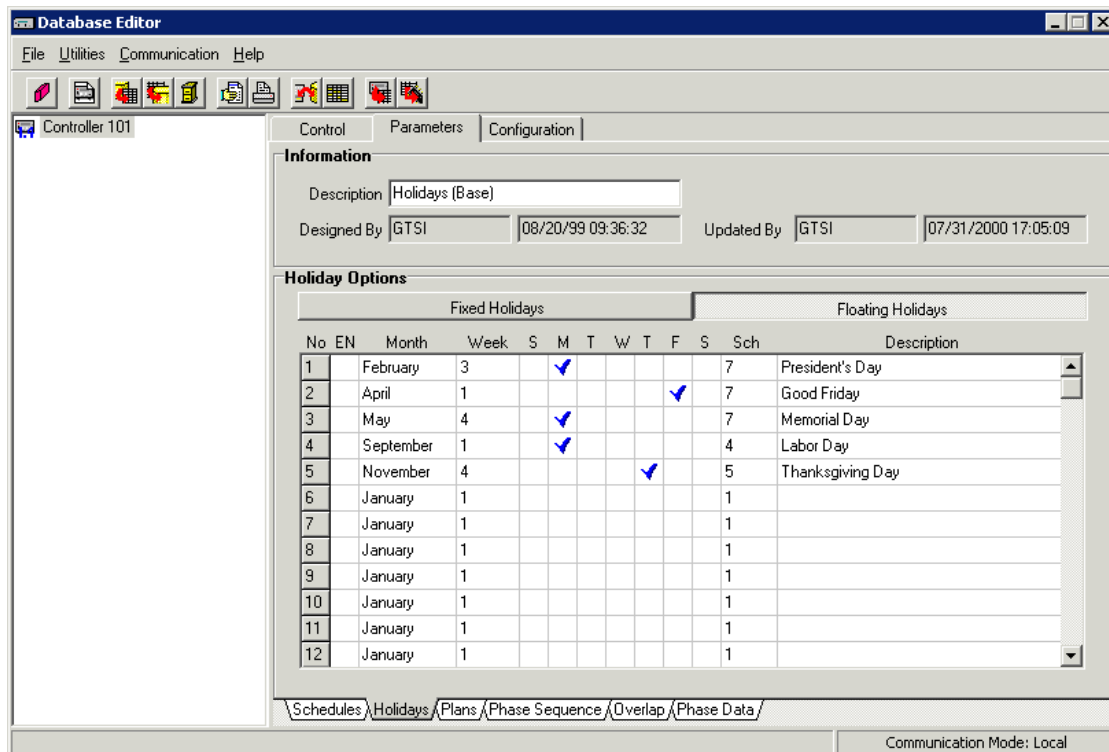 Database Editor
File Utilities Communication Help
Controller 101
Control Parameters Configuration
Information
Description Holidays (Base)
Designed By GTSI 08/20/99 09:36:32 Updated By GTSI 07/31/2000 17:05:09
Holiday Options
Fixed Holidays Floating Holidays
No EN Month Week S M T W T F S Sch Description
1 February 3 7 President's Day
2 April 1 7 Good Friday
3 May 4 7 Memorial Day
4 September 1 4 Labor Day
5 November 4 5 Thanksgiving Day
6 January 1 1
7 January 1 1
8 January 1 1
9 January 1 1
10 January 1 1
11 January 1 1
12 January 1 1
Schedules Holidays Plans Phase Sequence Overlap Phase Data
Communication Mode: Local